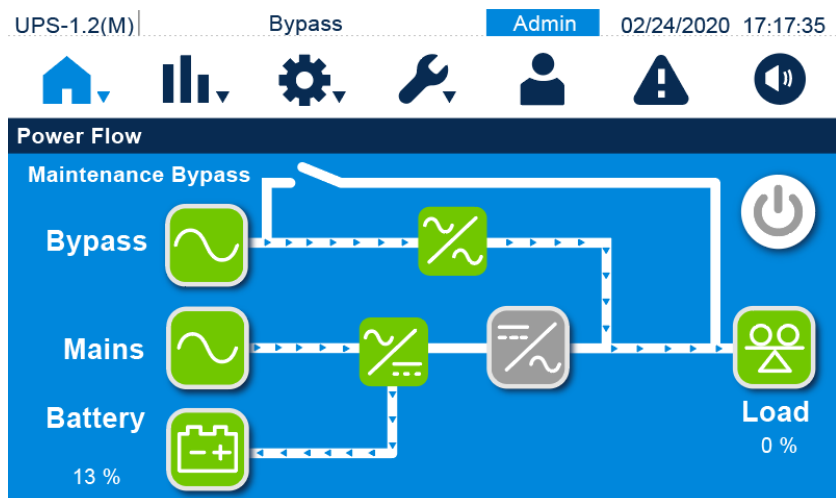 UPS-1.2(M) Bypass Admin 02/24/2020 17:17:35
Power Flow
Maintenance Bypass
Bypass
Mains
Battery
13 %
Load
0 %